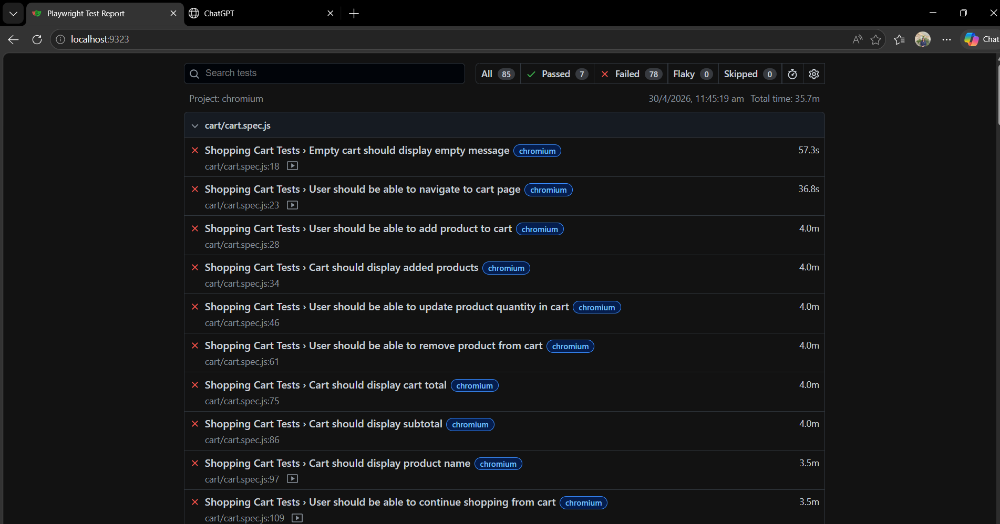 Playwright Test Report
ChatGPT
localhost:9323
Chat
Search tests
All 85 Passed 7 Failed 78 Flaky 0 Skipped 0
Project: chromium
30/4/2026, 11:45:19 am Total time: 35.7m
cart/cart.spec.js
Shopping Cart Tests › Empty cart should display empty message chromium 57.3s
cart/cart.spec.js:18
Shopping Cart Tests › User should be able to navigate to cart page chromium 36.8s
cart/cart.spec.js:23
Shopping Cart Tests › User should be able to add product to cart chromium 4.0m
cart/cart.spec.js:28
Shopping Cart Tests › Cart should display added products chromium 4.0m
cart/cart.spec.js:34
Shopping Cart Tests › User should be able to update product quantity in cart chromium 4.0m
cart/cart.spec.js:46
Shopping Cart Tests › User should be able to remove product from cart chromium 4.0m
cart/cart.spec.js:61
Shopping Cart Tests › Cart should display cart total chromium 4.0m
cart/cart.spec.js:75
Shopping Cart Tests › Cart should display subtotal chromium 4.0m
cart/cart.spec.js:86
Shopping Cart Tests › Cart should display product name chromium 3.5m
cart/cart.spec.js:97
Shopping Cart Tests › User should be able to continue shopping from cart chromium 3.5m
cart/cart.spec.js:109